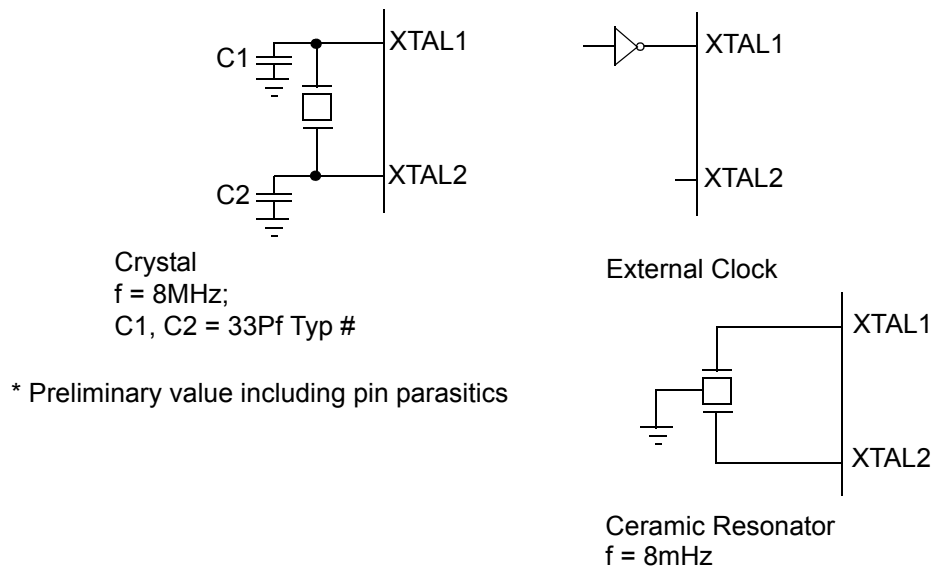 C1
XTAL1
C2
XTAL2
Crystal
f = 8MHz;
C1, C2 = 33Pf Typ #
* Preliminary value including pin parasitics
XTAL1
XTAL2
External Clock
XTAL1
XTAL2
Ceramic Resonator
f = 8mHz